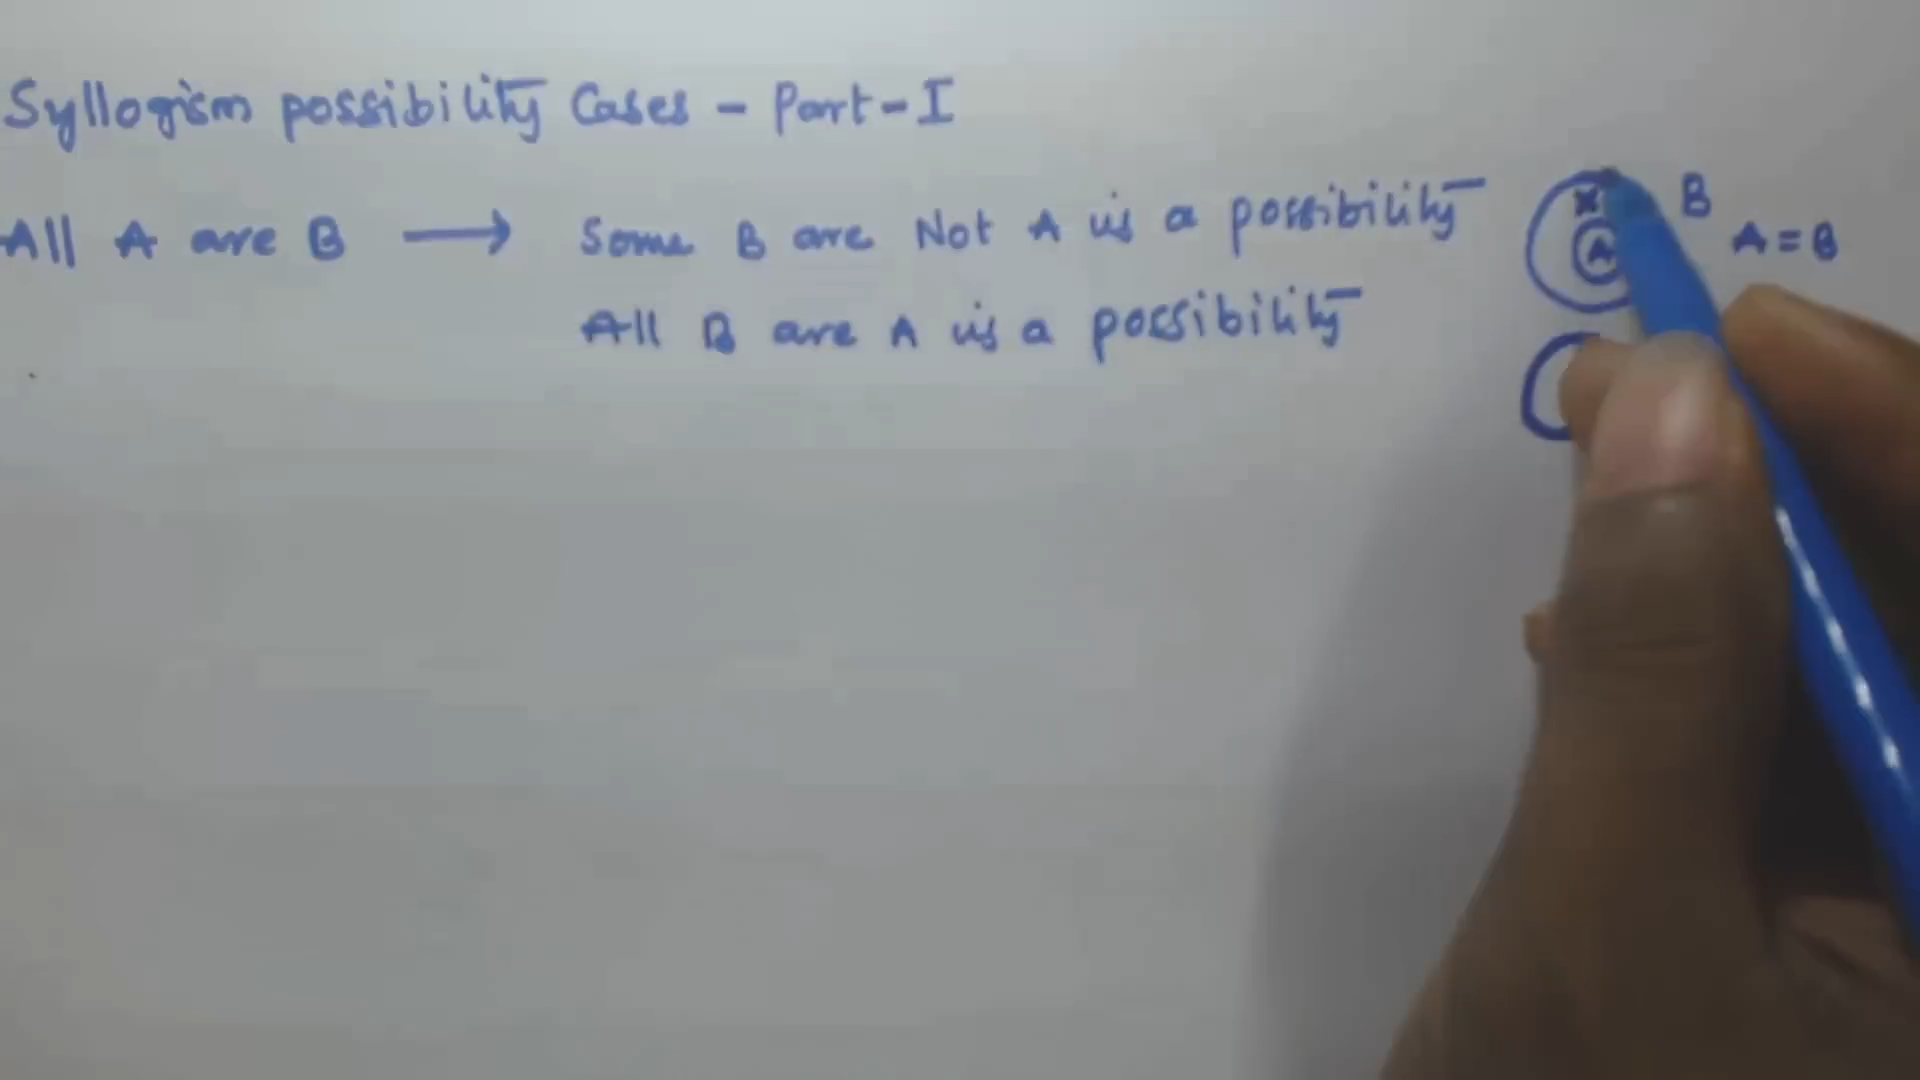 Syllogism possibility Cases - Part-I
All A are B → Some B are Not A is a possibility
All B are A is a possibility
X B
A A = B